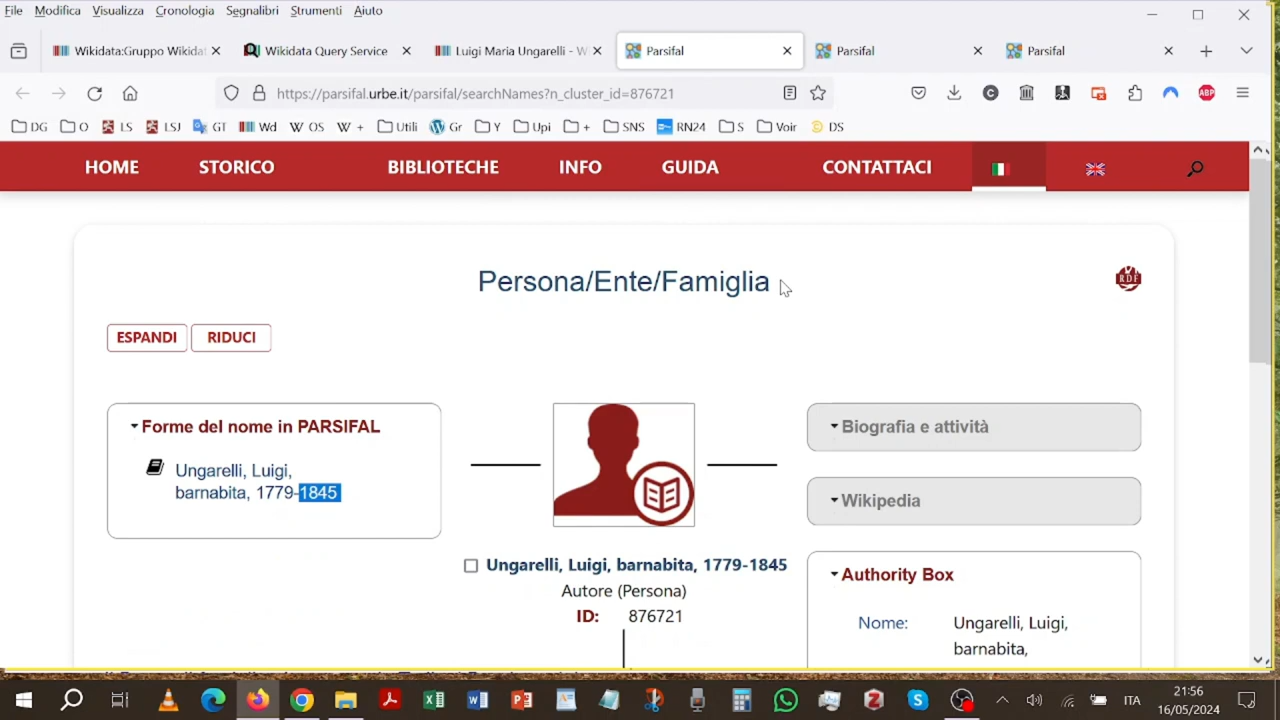 File Modifica Visualizza Cronologia Segnalibri Strumenti Aiuto
Wikidata:Gruppo Wikidat
Wikidata Query Service
Luigi Maria Ungarelli - W
Parsifal
Parsifal
Parsifal
https://parsifal.urbe.it/parsifal/searchNames?n_cluster_id=876721
DG O LS LSJ GT Wd OS + Utili Gr Y Upi + SNS RN24 S Voir DS
HOME STORICO BIBLIOTECHE INFO GUIDA CONTATTACI
Persona/Ente/Famiglia
RDF
ESPANDI RIDUCI
Forme del nome in PARSIFAL
Ungarelli, Luigi,
barnabita, 1779-1845
Biografia e attività
Wikipedia
Ungarelli, Luigi, barnabita, 1779-1845
Autore (Persona)
ID: 876721
Authority Box
Nome: Ungarelli, Luigi,
barnabita,
ITA
21:56
16/05/2024